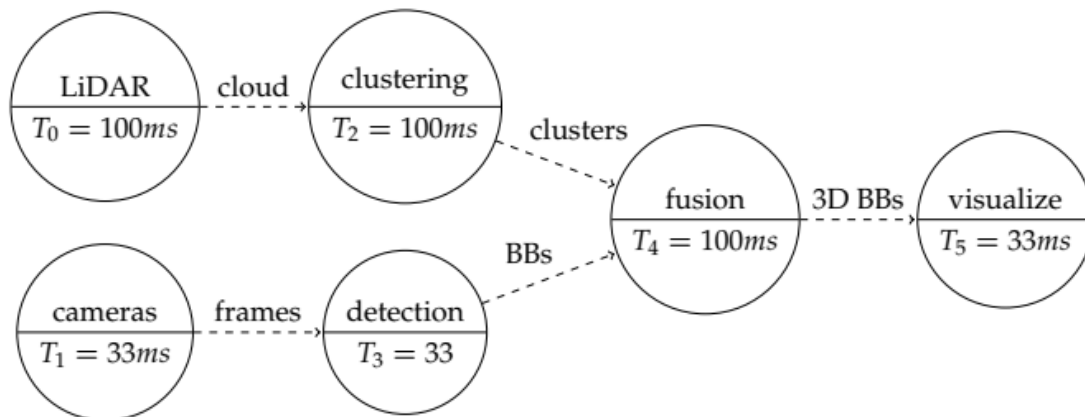 LiDAR
T₀ = 100ms
cloud
clustering
T₂ = 100ms
clusters
cameras
T₁ = 33ms
frames
detection
T₃ = 33
BBs
fusion
T₄ = 100ms
3D BBs
visualize
T₅ = 33ms